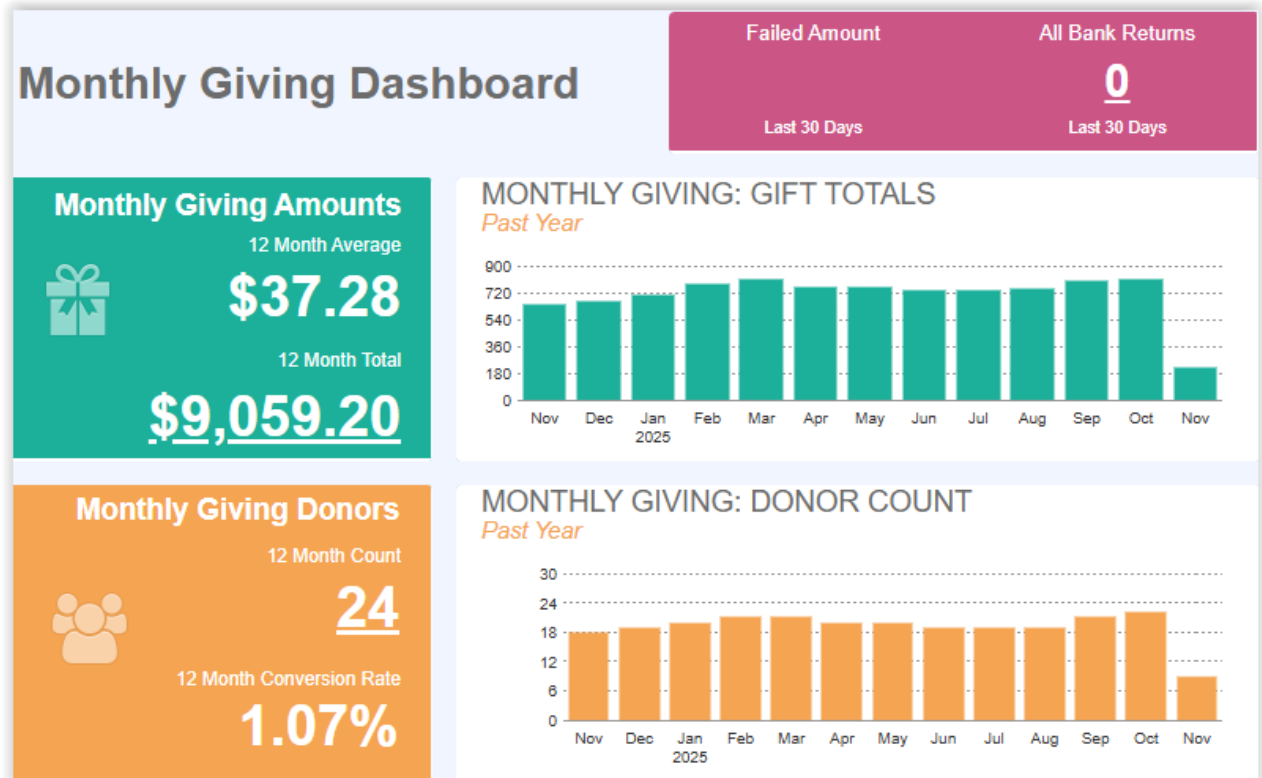 Monthly Giving Dashboard
Failed Amount
Last 30 Days
All Bank Returns
0
Last 30 Days
Monthly Giving Amounts
12 Month Average
$37.28
12 Month Total
$9,059.20
MONTHLY GIVING: GIFT TOTALS
Past Year
900
720
540
360
180
0
Nov Dec Jan Feb Mar Apr May Jun Jul Aug Sep Oct Nov
2025
Monthly Giving Donors
12 Month Count
24
12 Month Conversion Rate
1.07%
MONTHLY GIVING: DONOR COUNT
Past Year
30
24
18
12
6
0
Nov Dec Jan Feb Mar Apr May Jun Jul Aug Sep Oct Nov
2025